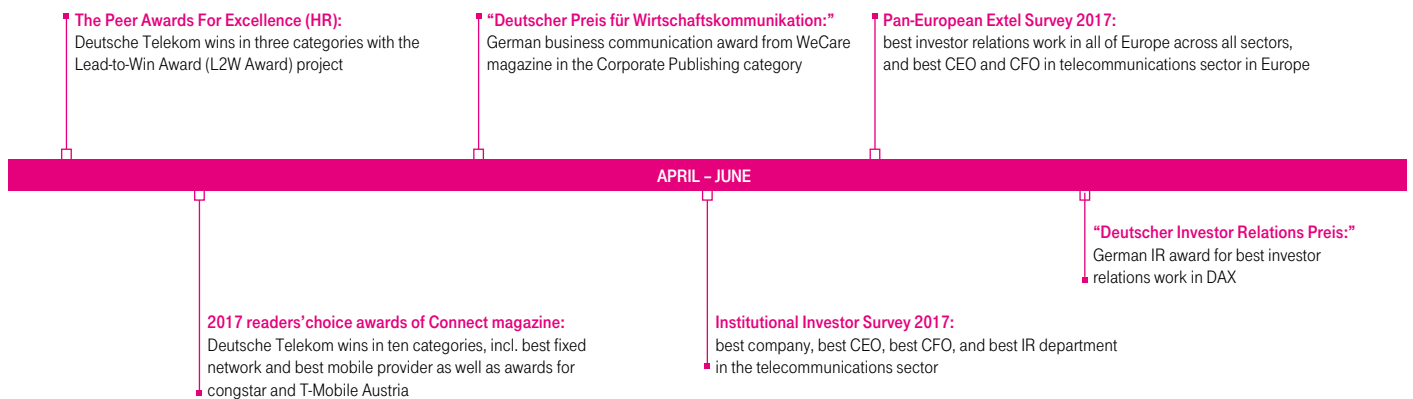 The Peer Awards For Excellence (HR):
Deutsche Telekom wins in three categories with the
Lead-to-Win Award (L2W Award) project
“Deutscher Preis für Wirtschaftskommunikation:”
German business communication award from WeCare
magazine in the Corporate Publishing category
Pan-European Extel Survey 2017:
best investor relations work in all of Europe across all sectors,
and best CEO and CFO in telecommunications sector in Europe
APRIL – JUNE
2017 readers’choice awards of Connect magazine:
Deutsche Telekom wins in ten categories, incl. best fixed
network and best mobile provider as well as awards for
congstar and T-Mobile Austria
Institutional Investor Survey 2017:
best company, best CEO, best CFO, and best IR department
in the telecommunications sector
“Deutscher Investor Relations Preis:”
German IR award for best investor
relations work in DAX